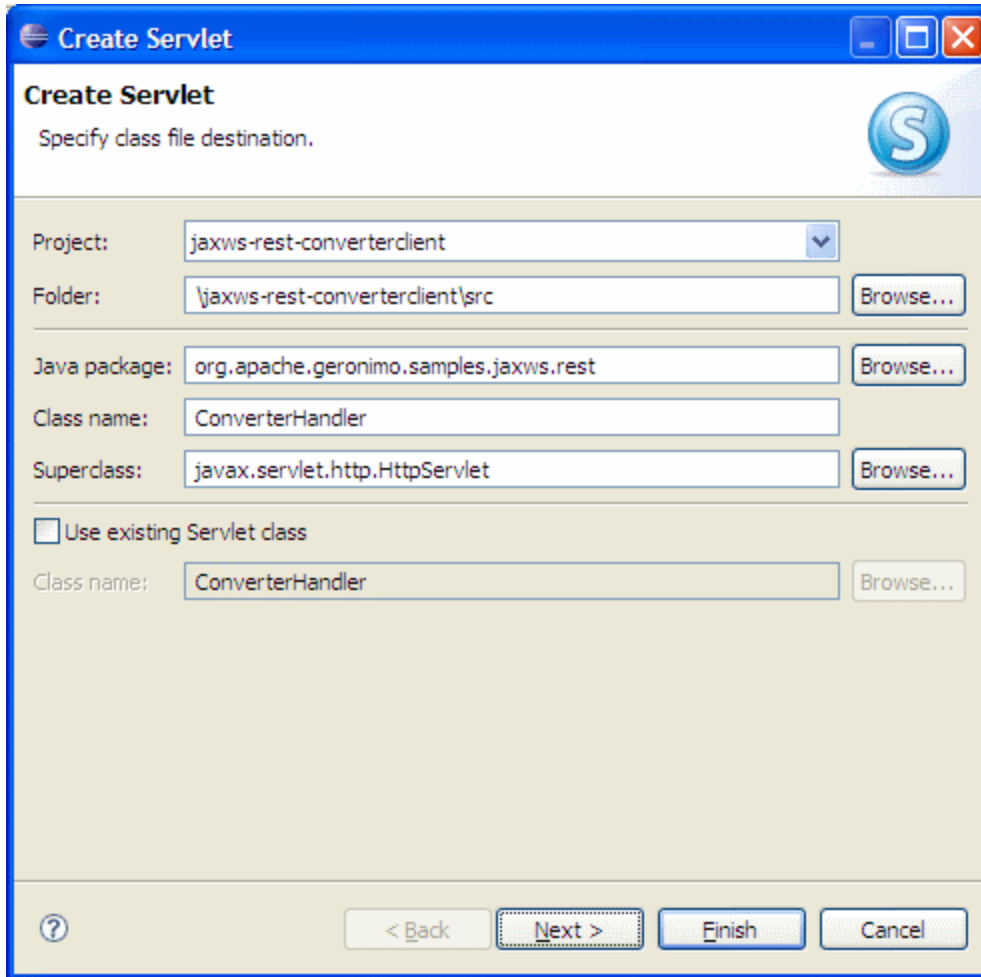 Create Servlet
Create Servlet
Specify class file destination.
S
Project: jaxws-rest-converterclient
Folder: \jaxws-rest-converterclient\src Browse...
Java package: org.apache.geronimo.samples.jaxws.rest Browse...
Class name: ConverterHandler
Superclass: javax.servlet.http.HttpServlet Browse...
Use existing Servlet class
Class name: ConverterHandler Browse...
? < Back Next > Finish Cancel